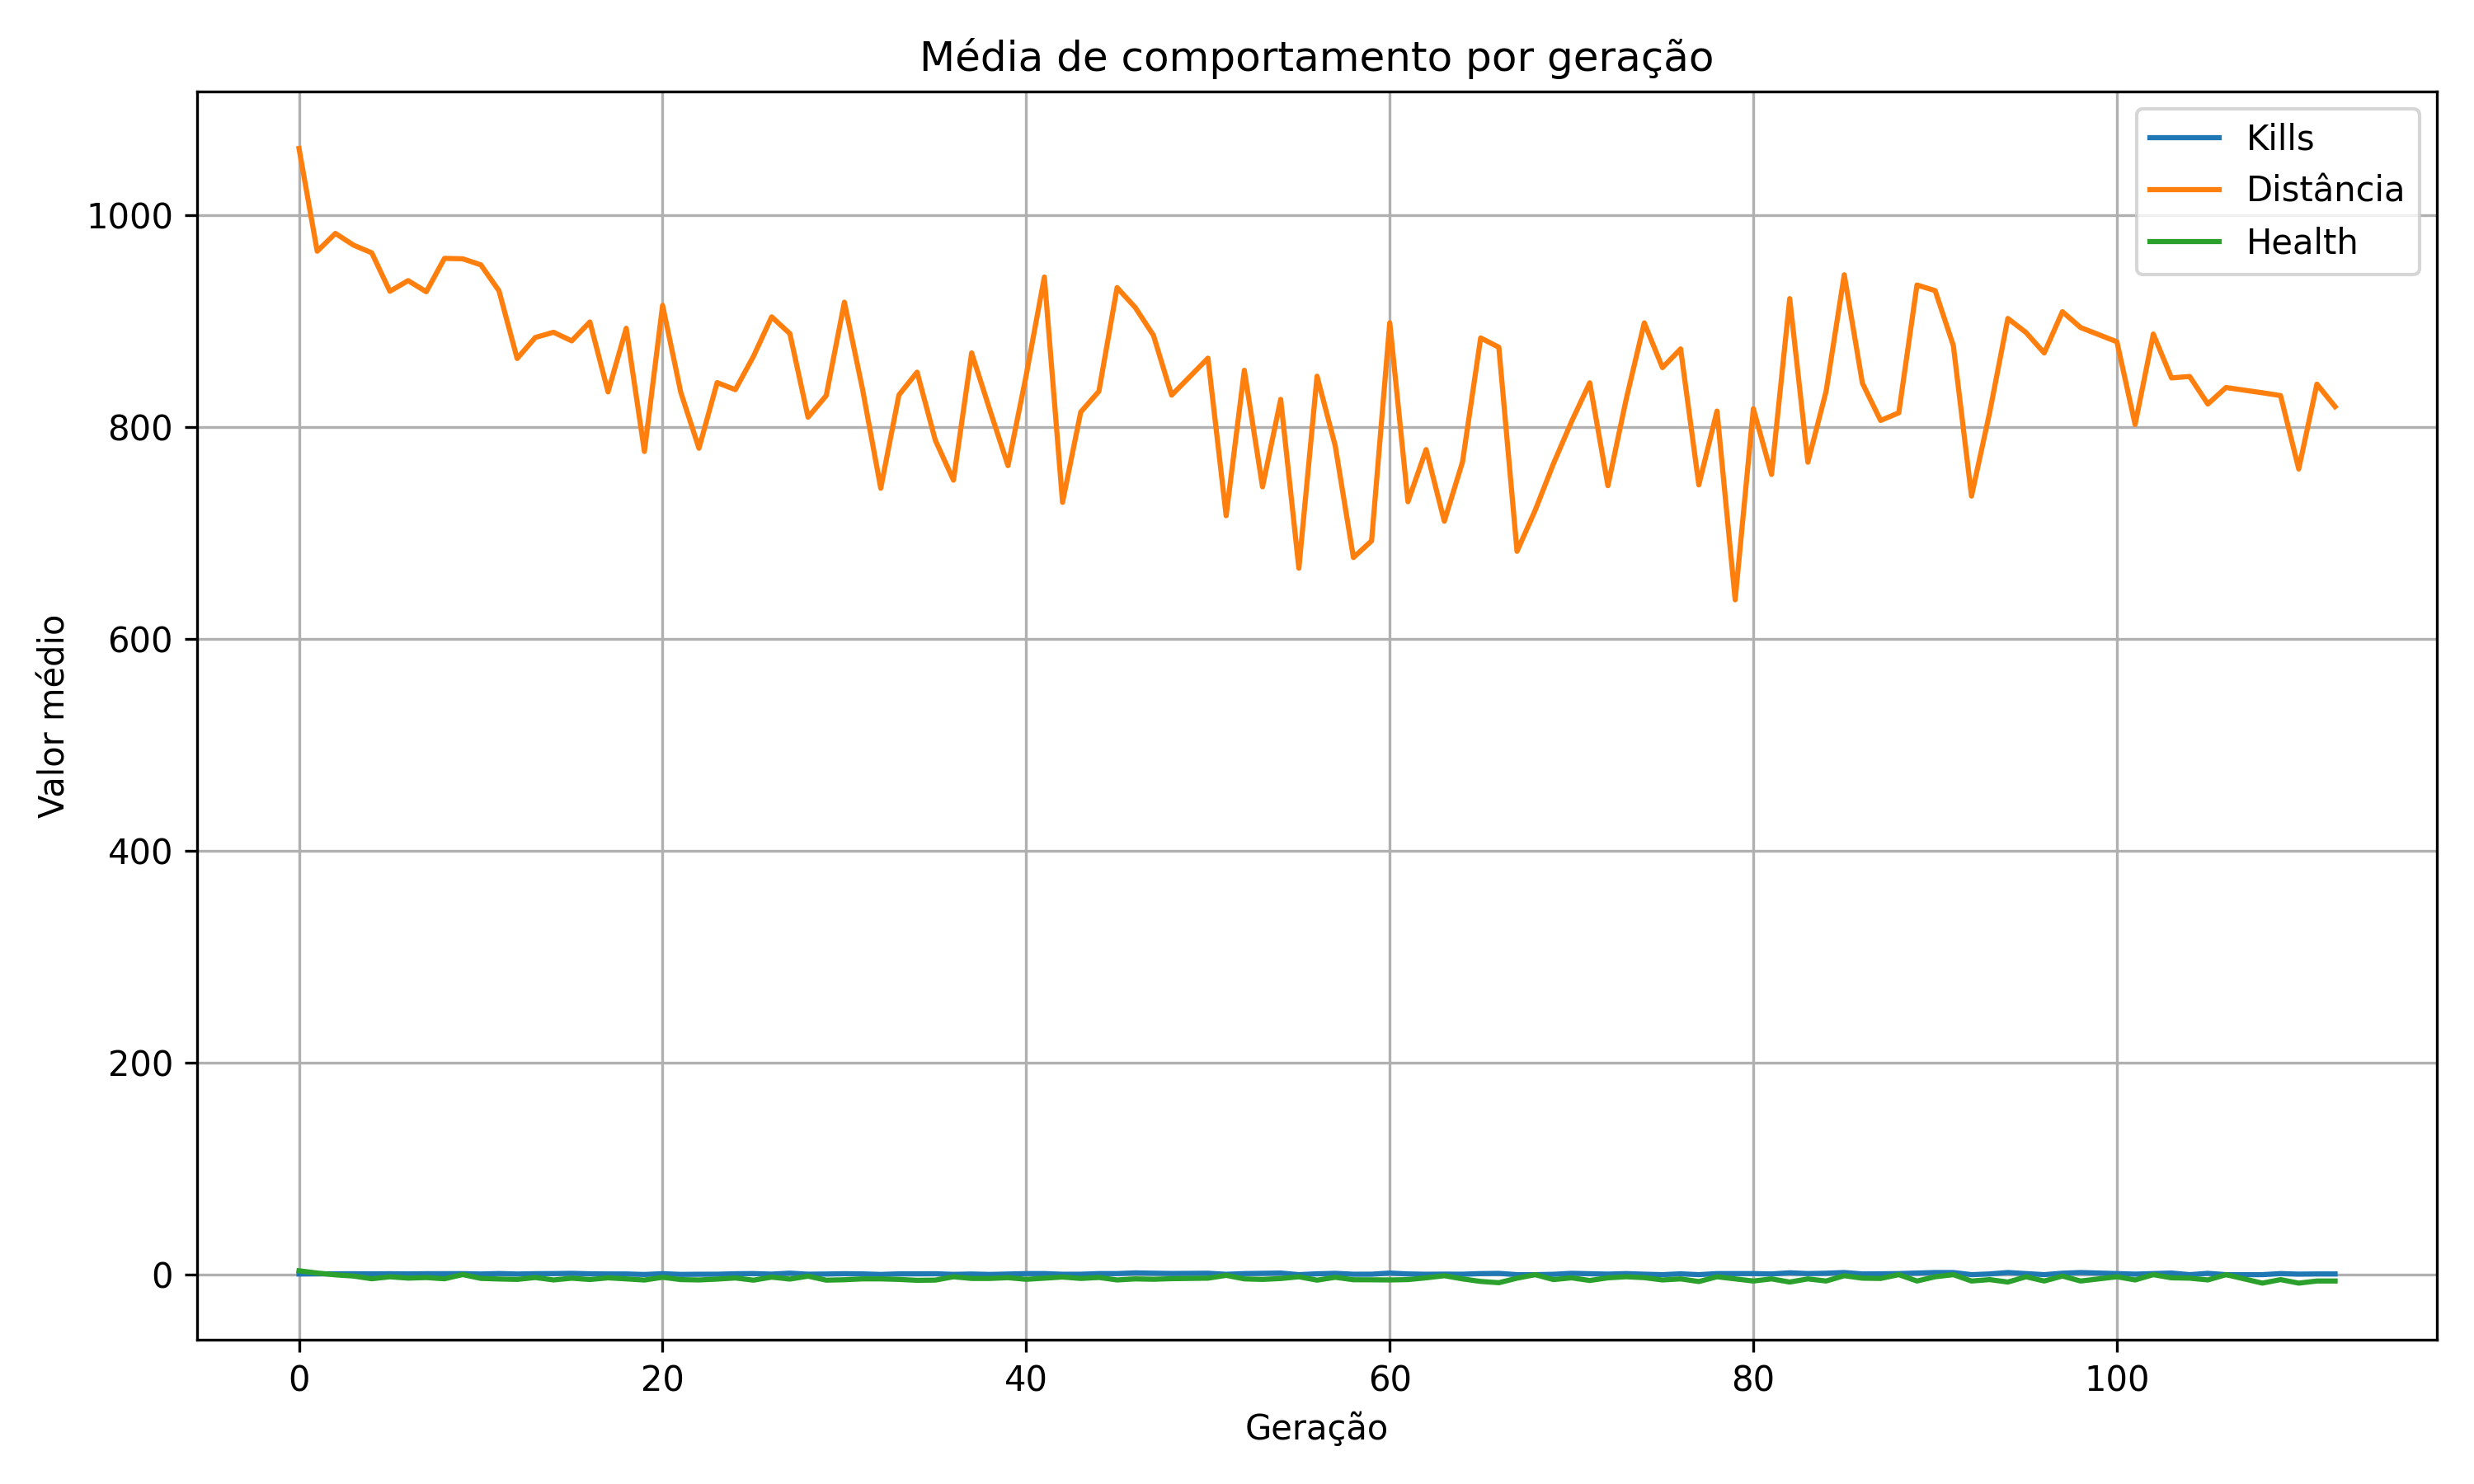 Média de comportamento por geração
Kills
Distância
Health
1000
800
600
400
200
0
Valor médio
0 20 40 60 80 100
Geração